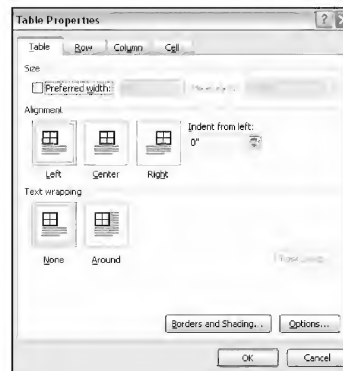 Table Properties
Table Row Column Cell
Size
Preferred width:
Alignment
Indent from left:
0"
Left Center Right
Text wrapping
None Around
Borders and Shading... Options...
OK Cancel